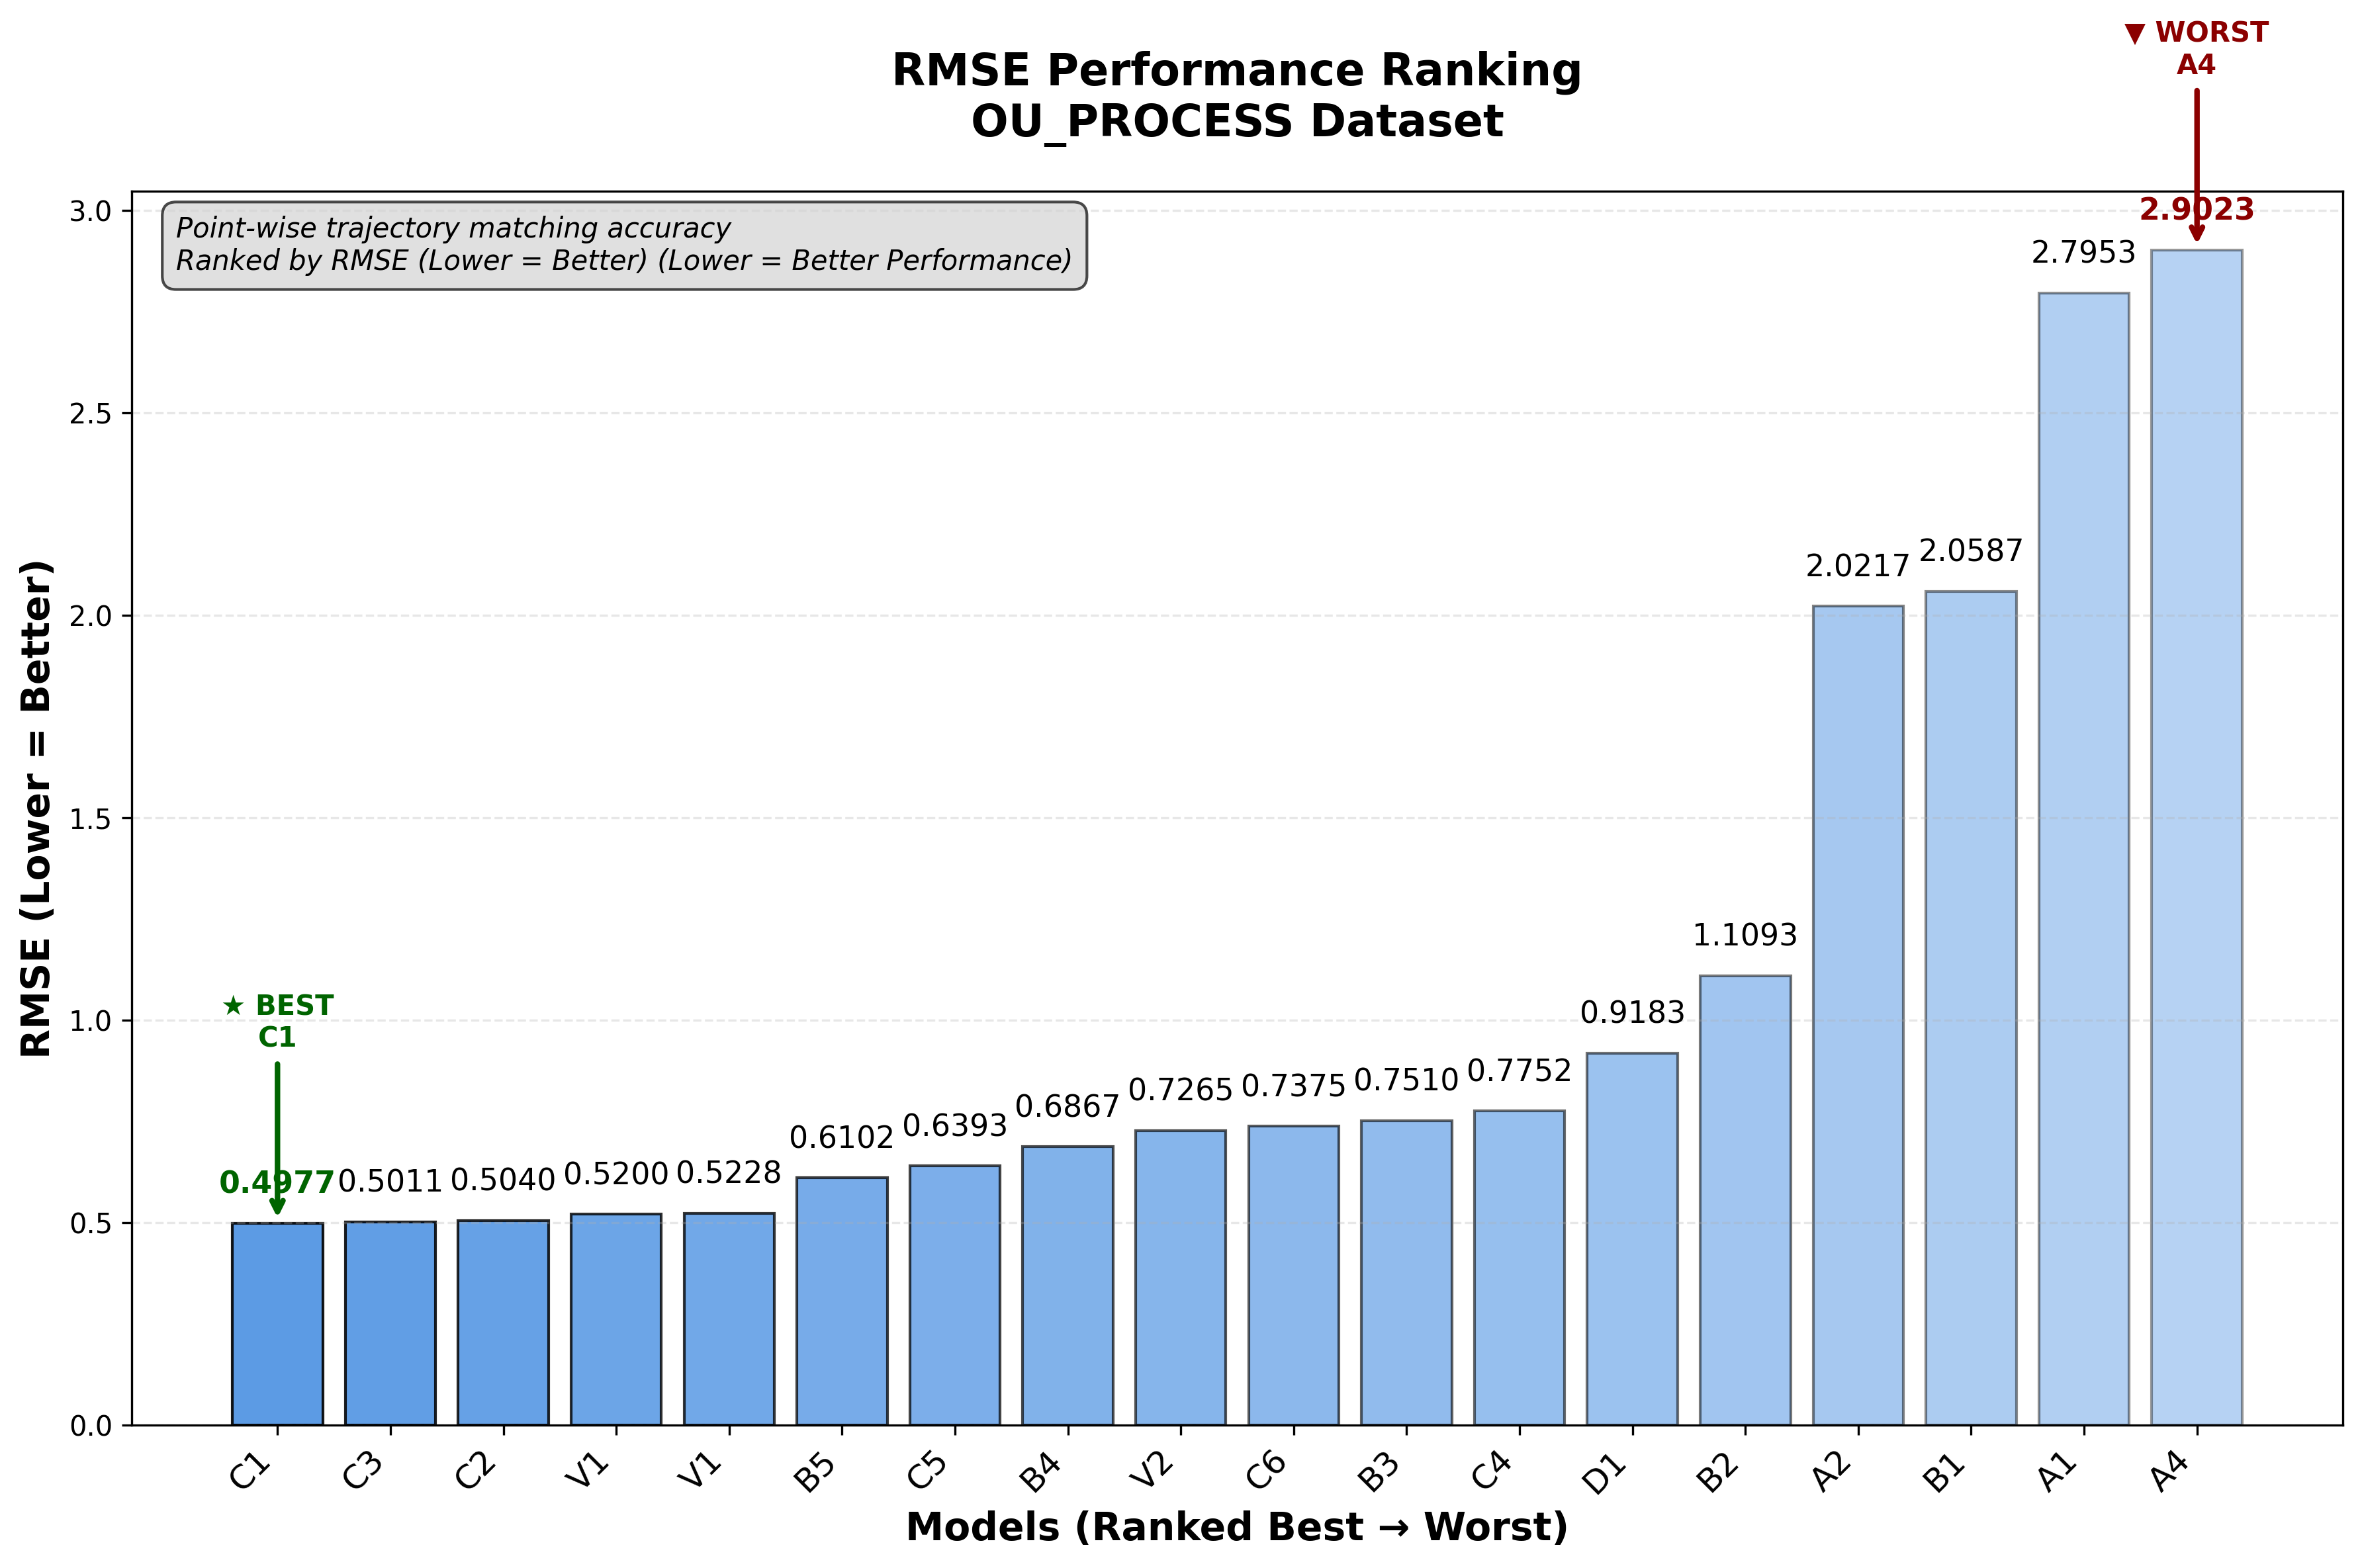 ▼ WORST
A4
RMSE Performance Ranking
OU_PROCESS Dataset
Point-wise trajectory matching accuracy
Ranked by RMSE (Lower = Better) (Lower = Better Performance)
RMSE (Lower = Better)
3.0
2.5
2.0
1.5
1.0
0.5
0.0
★ BEST
C1
0.4977
0.5011
0.5040
0.5200
0.5228
0.6102
0.6393
0.6867
0.7265
0.7375
0.7510
0.7752
0.9183
1.1093
2.0217
2.0587
2.7953
2.9023
C1
C3
C2
V1
V1
B5
C5
B4
V2
C6
B3
C4
D1
B2
A2
B1
A1
A4
Models (Ranked Best → Worst)